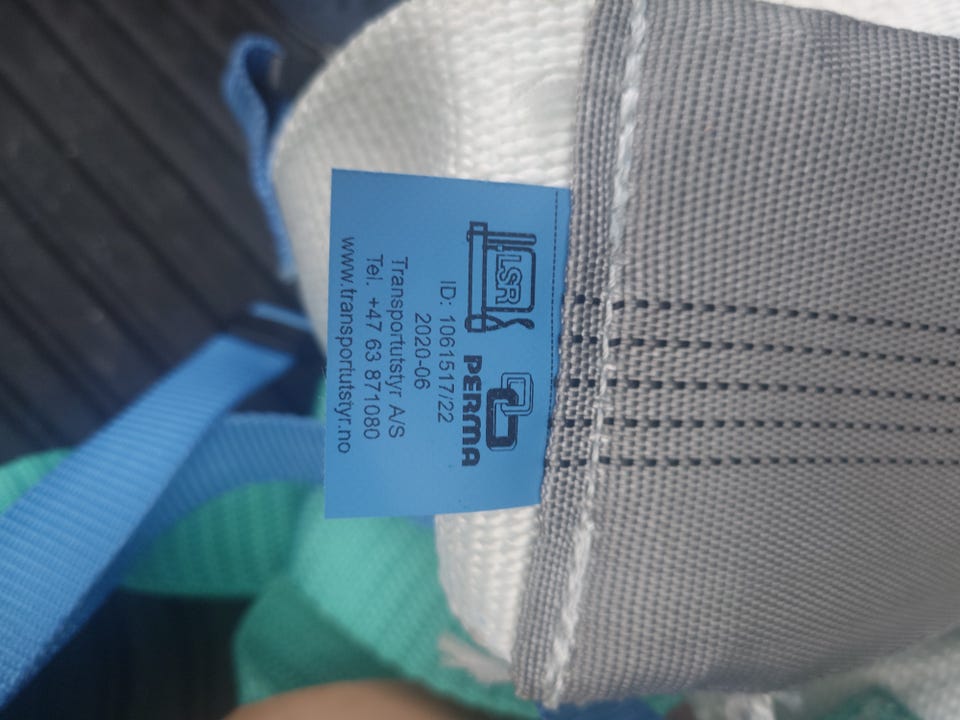 LSR
PERMA
ID: 1061517/22
2020-06
Transportutstyr A/S
Tel. +47 63 871080
www.transportutstyr.no